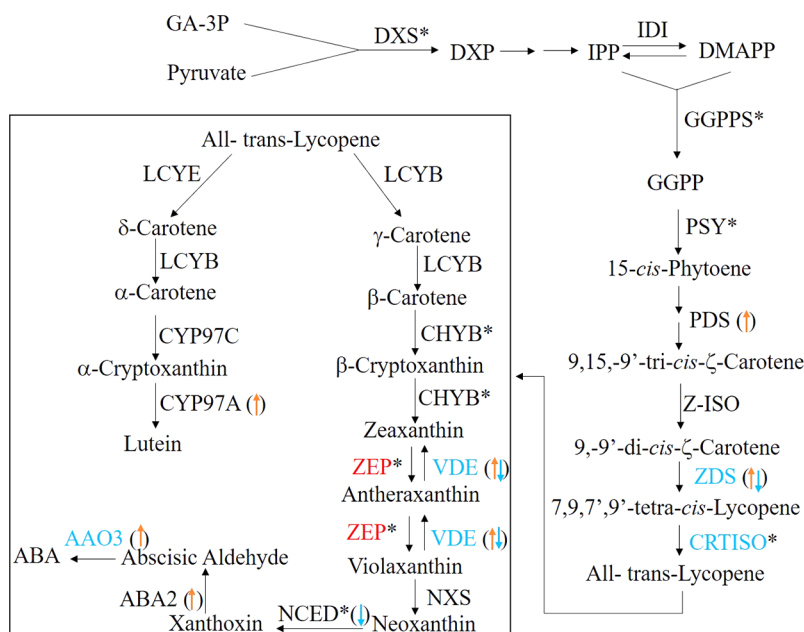 GA-3P
Pyruvate
DXS*
DXP
IPP
IDI
DMAPP
GGPPS*
GGPP
PSY*
15-cis-Phytoene
PDS (↑)
9,15,-9’-tri-cis-ζ-Carotene
Z-ISO
9,-9’-di-cis-ζ-Carotene
ZDS (↑↓)
7,9,7’,9’-tetra-cis-Lycopene
CRTISO*
All- trans-Lycopene
All- trans-Lycopene
LCYE
LCYB
δ-Carotene
γ-Carotene
LCYB
LCYB
α-Carotene
β-Carotene
CYP97C
CHYB*
α-Cryptoxanthin
β-Cryptoxanthin
CYP97A (↑)
CHYB*
Lutein
Zeaxanthin
ZEP*
VDE (↑↓)
Antheraxanthin
ZEP*
VDE (↑↓)
Violaxanthin
NXS
Neoxanthin
NCED*(↓)
Xanthoxin
ABA2 (↑)
Abscisic Aldehyde
AAO3 (↑)
ABA